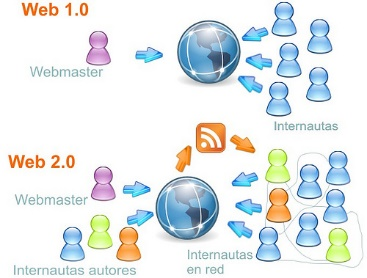 Web 1.0
Webmaster
Internautas
Web 2.0
Webmaster
Internautas autores
Internautas
en red